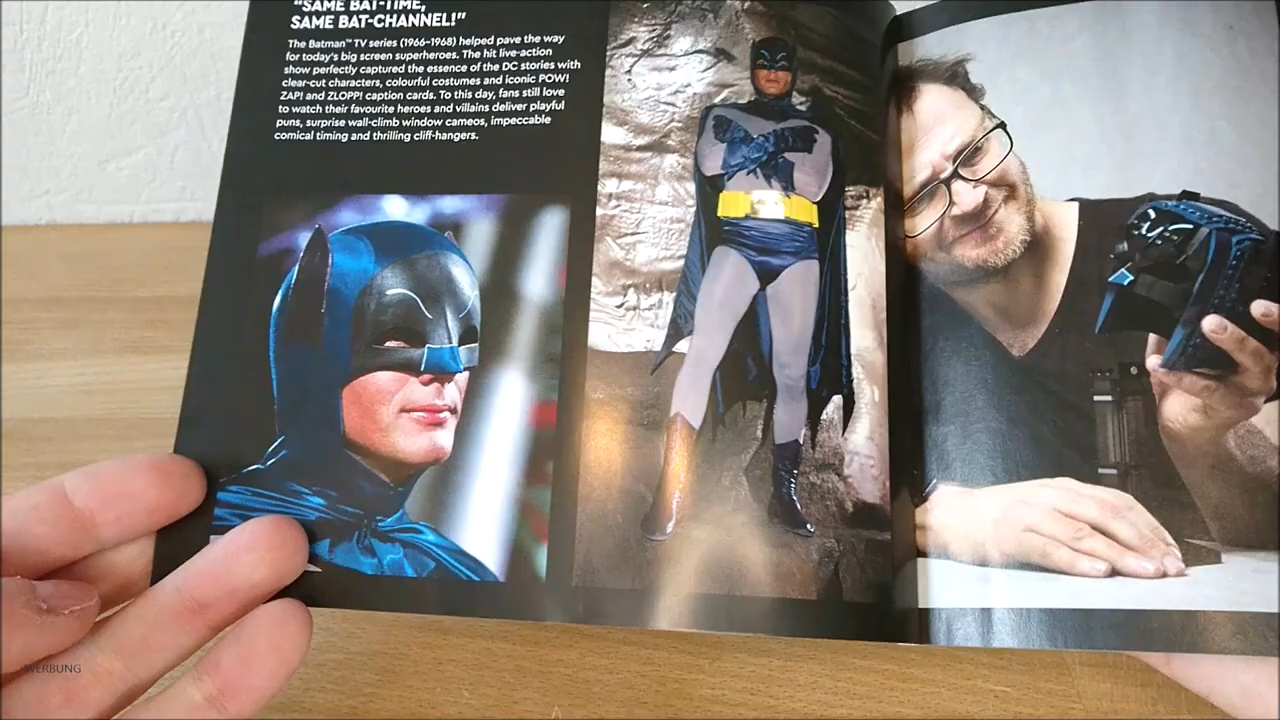 "SAME BAT-TIME,
SAME BAT-CHANNEL!"
The Batman™ TV series (1966–1968) helped pave the way
for today's big screen superheroes. The hit live-action
show perfectly captured the essence of the DC stories with
clear-cut characters, colourful costumes and iconic POW!
ZAP! and ZLOPP! caption cards. To this day, fans still love
to watch their favourite heroes and villains deliver playful
puns, surprise wall-climb window cameos, impeccable
comical timing and thrilling cliff-hangers.
WERBUNG